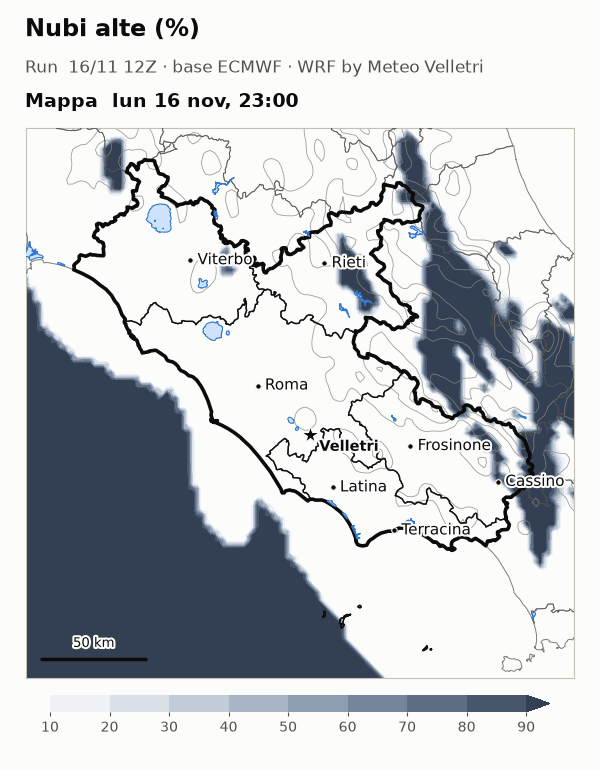 Nubi alte (%)
Run  16/11 12Z · base ECMWF · WRF by Meteo Velletri
Mappa  lun 16 nov, 23:00
Viterbo
Rieti
Roma
Velletri
Frosinone
Latina
Cassino
Terracina
50 km
10 20 30 40 50 60 70 80 90